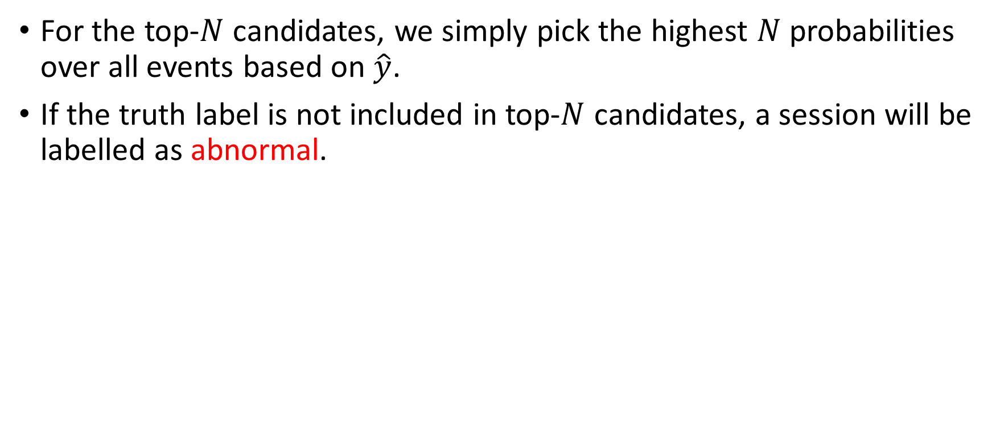 • For the top-N candidates, we simply pick the highest N probabilities
over all events based on ŷ.
• If the truth label is not included in top-N candidates, a session will be
labelled as abnormal.